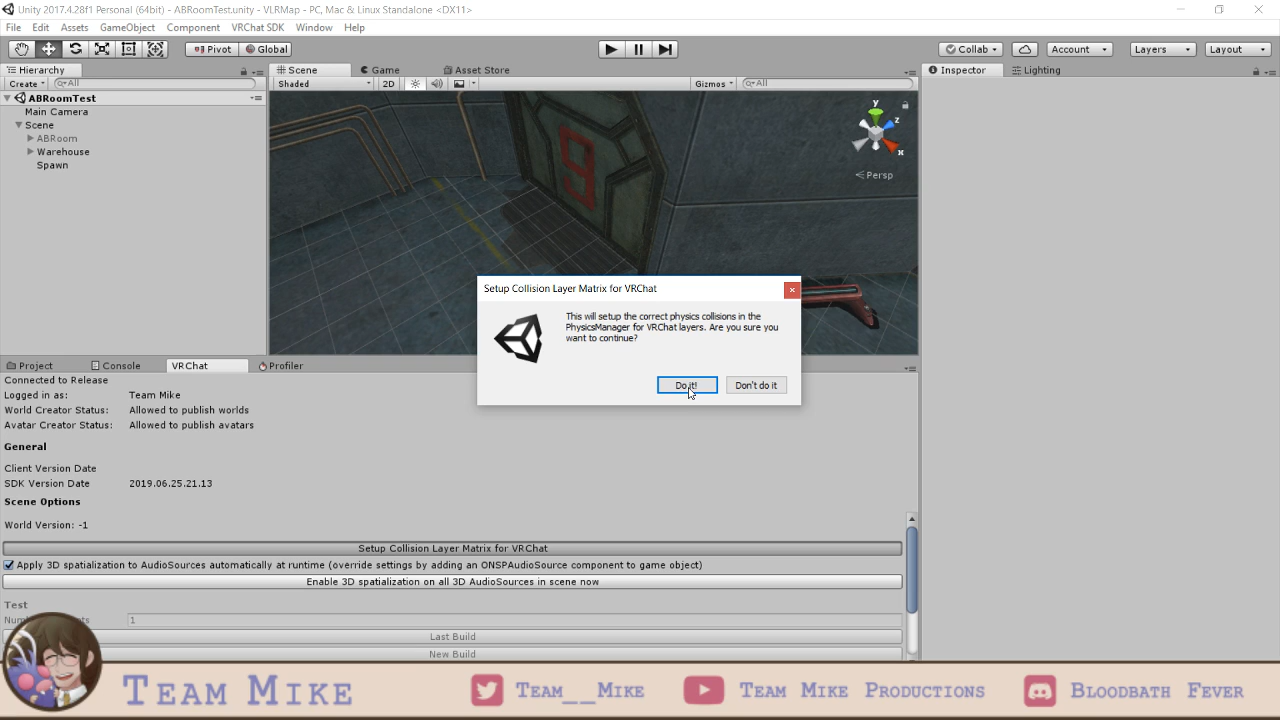 Unity 2017.4.28f1 Personal (64bit) - ABRoomTest.unity - VLRMap - PC, Mac & Linux Standalone <DX11>
File Edit Assets GameObject Component VRChat SDK Window Help
Pivot Global Collab Account Layers Layout
Hierarchy Scene Game Asset Store Inspector Lighting
Create All Shaded 2D Gizmos All
ABRoomTest
Main Camera
Scene
ABRoom
Warehouse
Spawn
9
y
z
x
Persp
Setup Collision Layer Matrix for VRChat
This will setup the correct physics collisions in the
PhysicsManager for VRChat layers. Are you sure you
want to continue?
Do it! Don't do it
Project Console VRChat Profiler
Connected to Release
Logged in as: Team Mike
World Creator Status: Allowed to publish worlds
Avatar Creator Status: Allowed to publish avatars
General
Client Version Date
SDK Version Date 2019.06.25.21.13
Scene Options
World Version: -1
Setup Collision Layer Matrix for VRChat
Apply 3D spatialization to AudioSources automatically at runtime (override settings by adding an ONSPAudioSource component to game object)
Enable 3D spatialization on all 3D AudioSources in scene now
Test
1
Last Build
New Build
Team Mike Team__Mike Team Mike Productions Bloodbath Fever